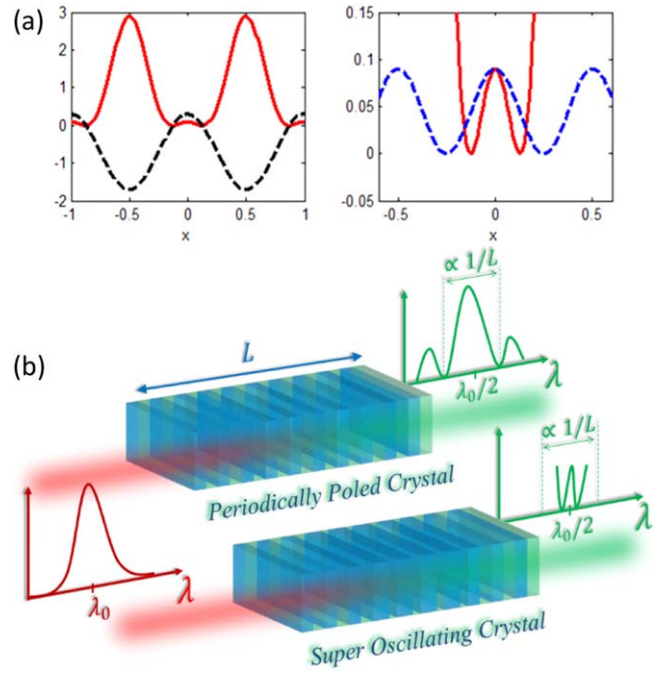 (a)
3
2
1
0
-1
-2
-1
-0.5
0
0.5
1
x
0.15
0.1
0.05
0
-0.05
-0.5
0
0.5
x
(b)
L
∝ 1/L
λ₀/2
λ
Periodically Poled Crystal
∝ 1/L
λ₀/2
λ
λ₀
λ
Super Oscillating Crystal